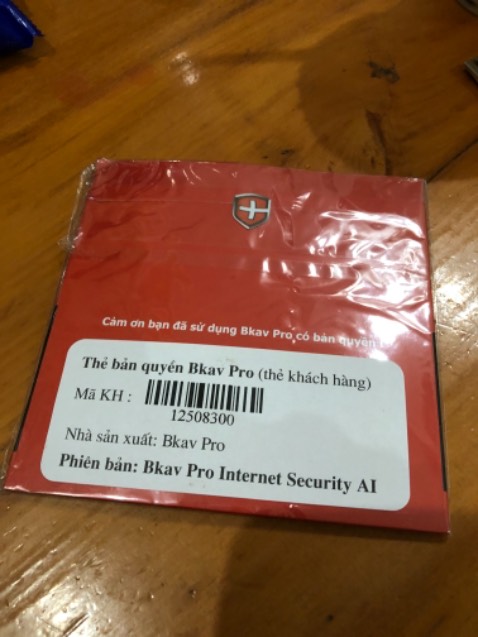 Cảm ơn bạn đã sử dụng Bkav Pro có bản quyền !
Thẻ bản quyền Bkav Pro (thẻ khách hàng)
Mã KH :
12508300
Nhà sản xuất: Bkav Pro
Phiên bản: Bkav Pro Internet Security AI